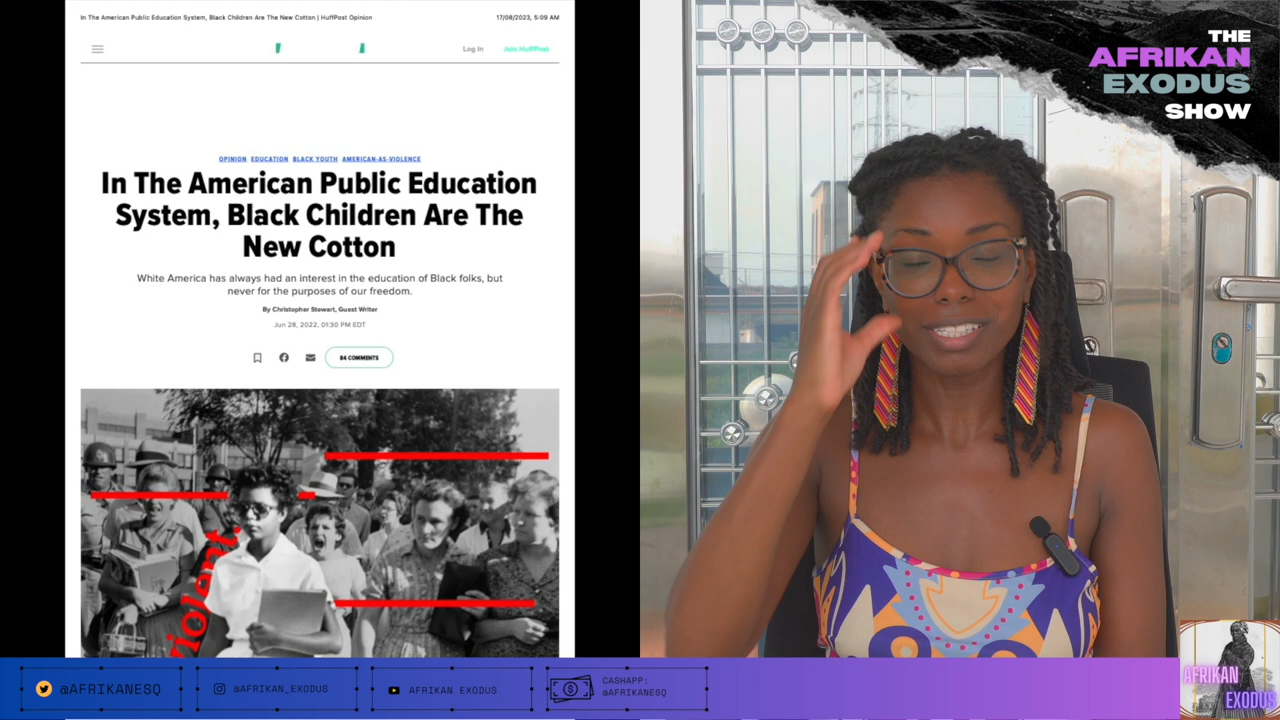 In The American Public Education System, Black Children Are The New Cotton | HuffPost Opinion
17/08/2023, 5:09 AM
Log In
Join HuffPost
OPINION EDUCATION BLACK YOUTH AMERICAN-AS-VIOLENCE
In The American Public Education
System, Black Children Are The
New Cotton
White America has always had an interest in the education of Black folks, but
never for the purposes of our freedom.
By Christopher Stewart, Guest Writer
Jun 28, 2022, 01:30 PM EDT
84 COMMENTS
violent.
THE
AFRIKAN
EXODUS
SHOW
@AFRIKANESQ
@AFRIKAN_EXODUS
AFRIKAN EXODUS
CASHAPP:
@AFRIKANESQ
AFRIKAN
EXODUS